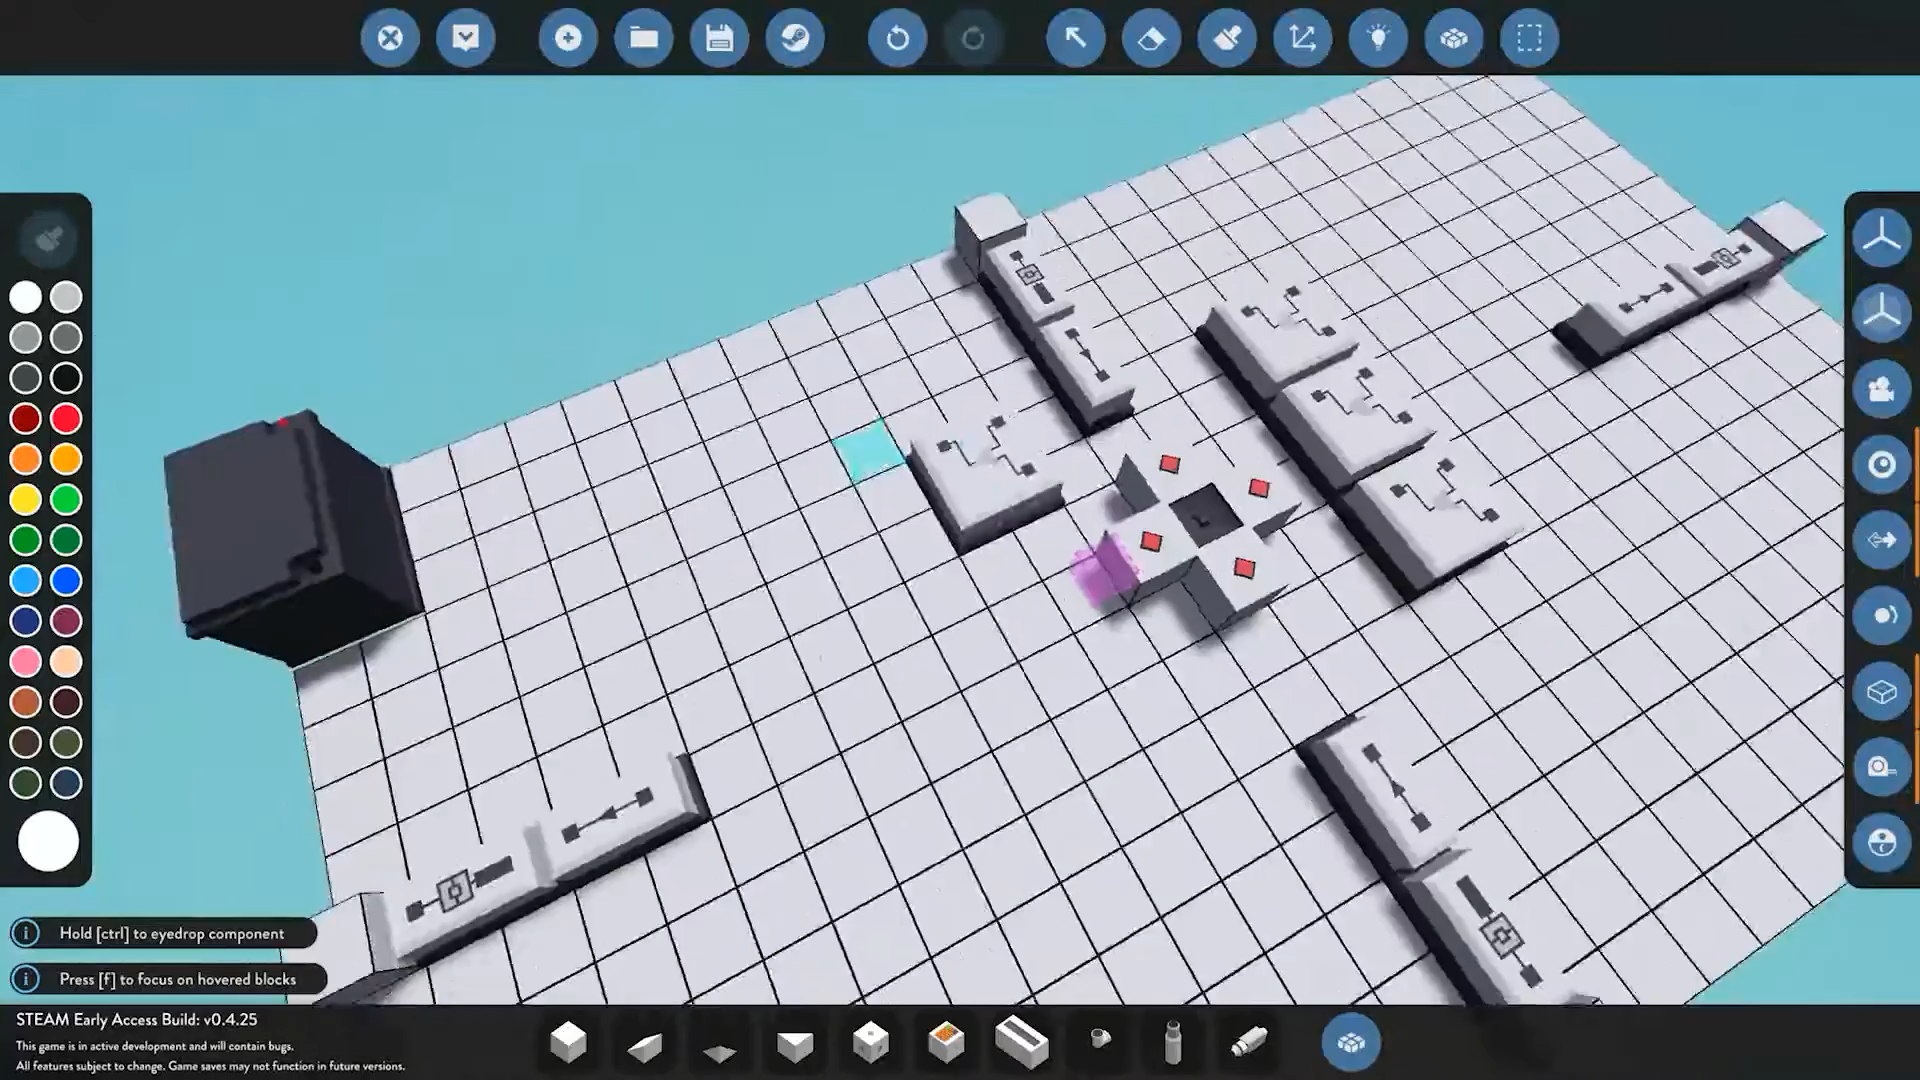 Hold [ctrl] to eyedrop component
Press [f] to focus on hovered blocks
STEAM Early Access Build: v0.4.25
This game is in active development and will contain bugs.
All features subject to change. Game saves may not function in future versions.